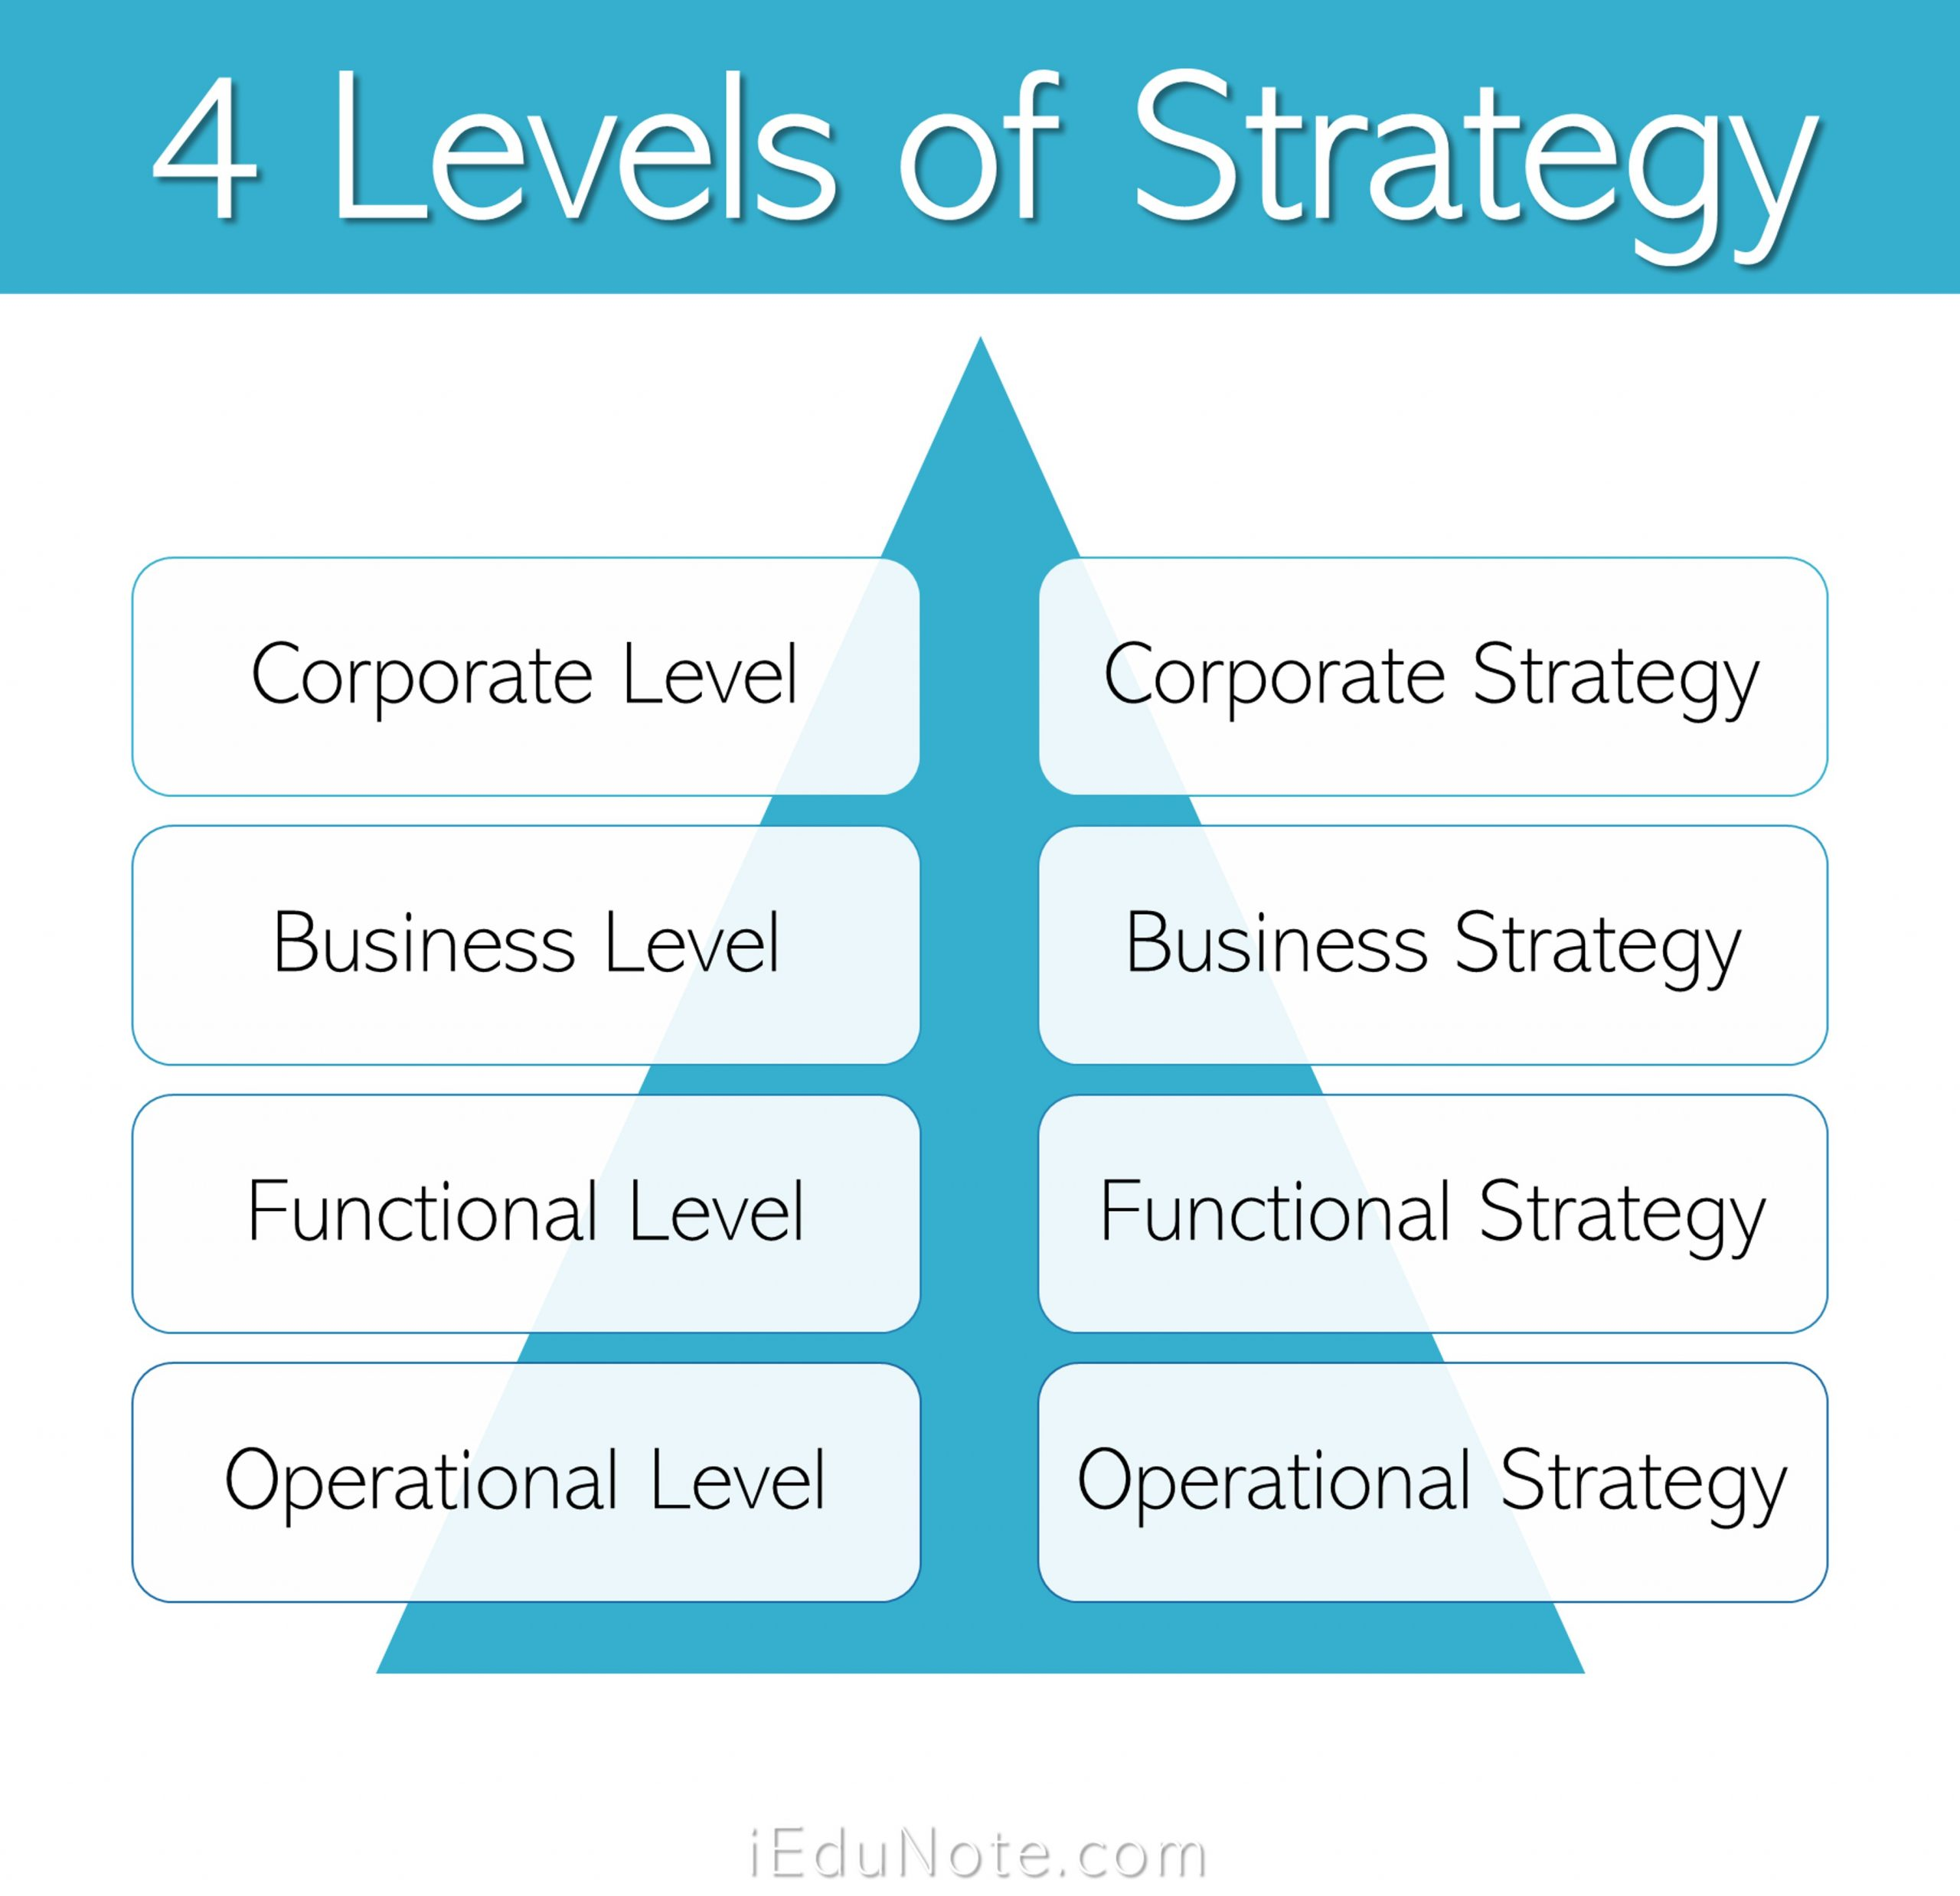 4 Levels of Strategy
Corporate Level
Corporate Strategy
Business Level
Business Strategy
Functional Level
Functional Strategy
Operational Level
Operational Strategy
iEduNote.com